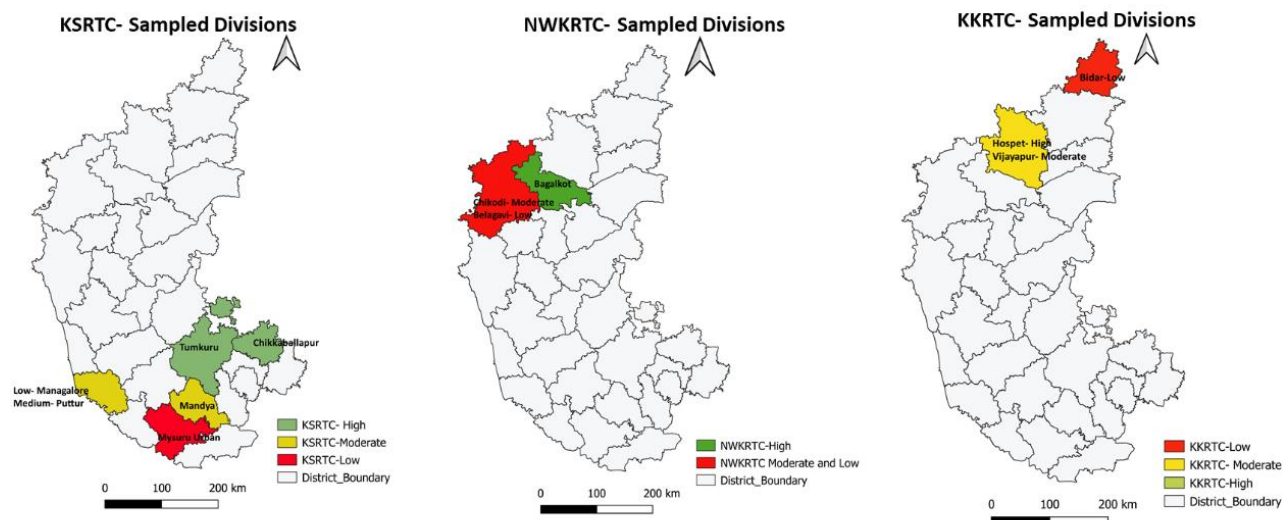 KSRTC- Sampled Divisions
Tumkuru
Chikkaballapur
Low- Managalore
Medium- Puttur
Mandya
Mysuru Urban
KSRTC- High
KSRTC-Moderate
KSRTC-Low
District_Boundary
0 100 200 km
NWKRTC- Sampled Divisions
Bagalkot
Chikodi- Moderate
Belagavi- Low
NWKRTC-High
NWKRTC Moderate and Low
District_Boundary
0 100 200 km
KKRTC- Sampled Divisions
Bidar-Low
Hospet- High
Vijayapur- Moderate
KKRTC-Low
KKRTC- Moderate
KKRTC-High
District_Boundary
0 100 200 km